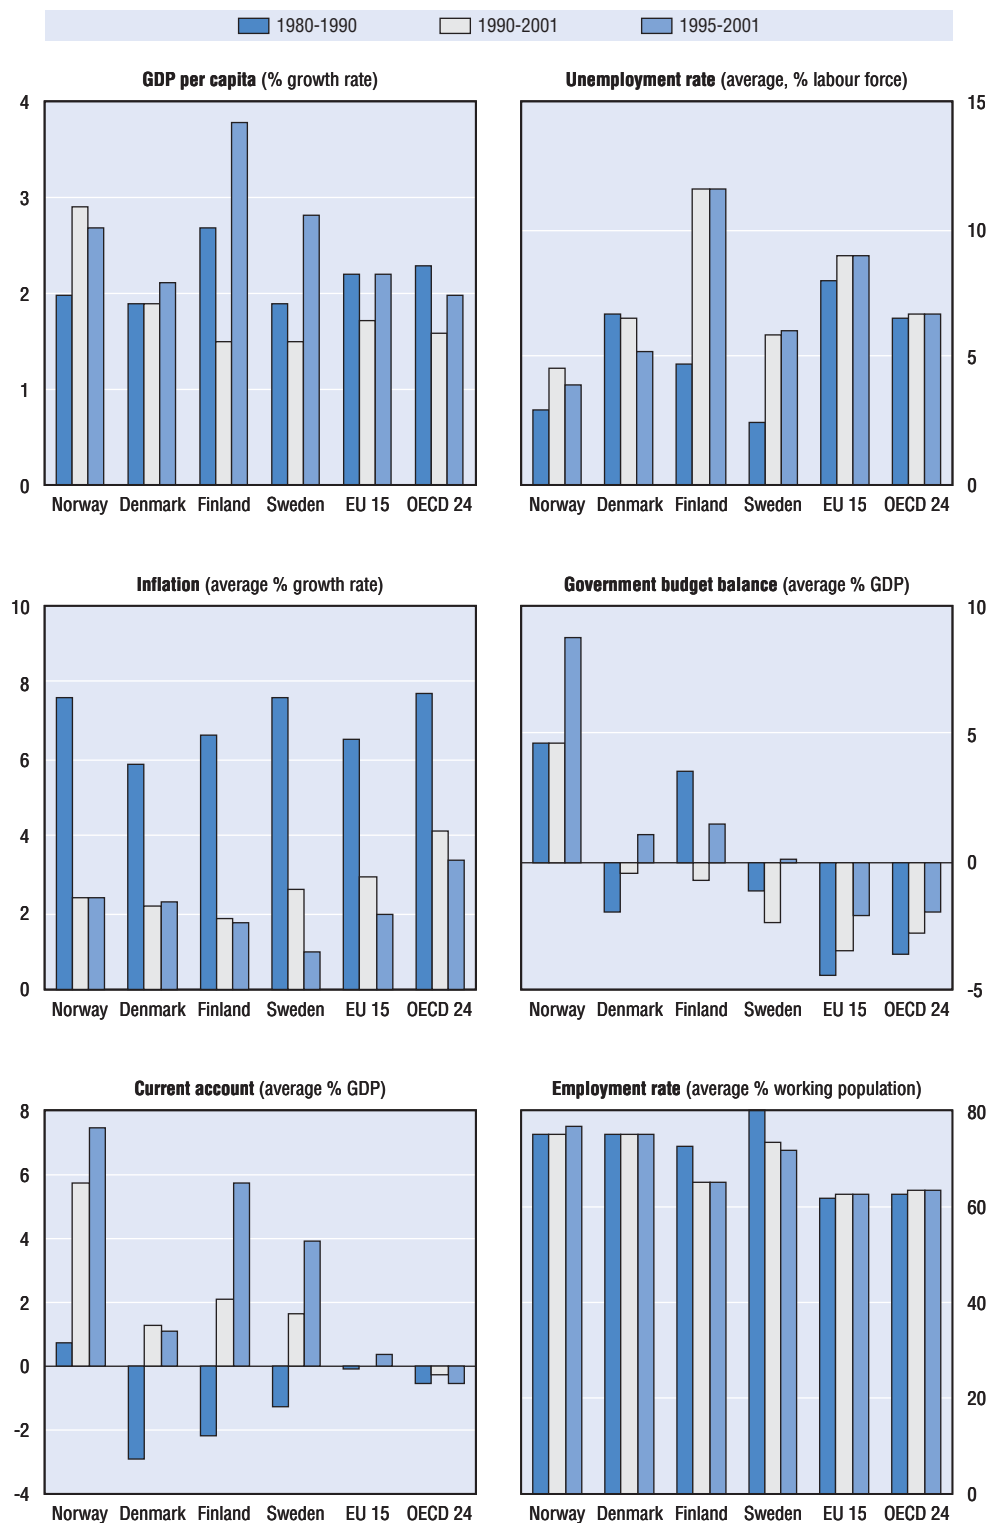 1980-1990 1990-2001 1995-2001
GDP per capita (% growth rate)
4
3
2
1
0
Norway Denmark Finland Sweden EU 15 OECD 24
Unemployment rate (average, % labour force)
15
10
5
0
Norway Denmark Finland Sweden EU 15 OECD 24
Inflation (average % growth rate)
10
8
6
4
2
0
Norway Denmark Finland Sweden EU 15 OECD 24
Government budget balance (average % GDP)
10
5
0
-5
Norway Denmark Finland Sweden EU 15 OECD 24
Current account (average % GDP)
8
6
4
2
0
-2
-4
Norway Denmark Finland Sweden EU 15 OECD 24
Employment rate (average % working population)
80
60
40
20
0
Norway Denmark Finland Sweden EU 15 OECD 24